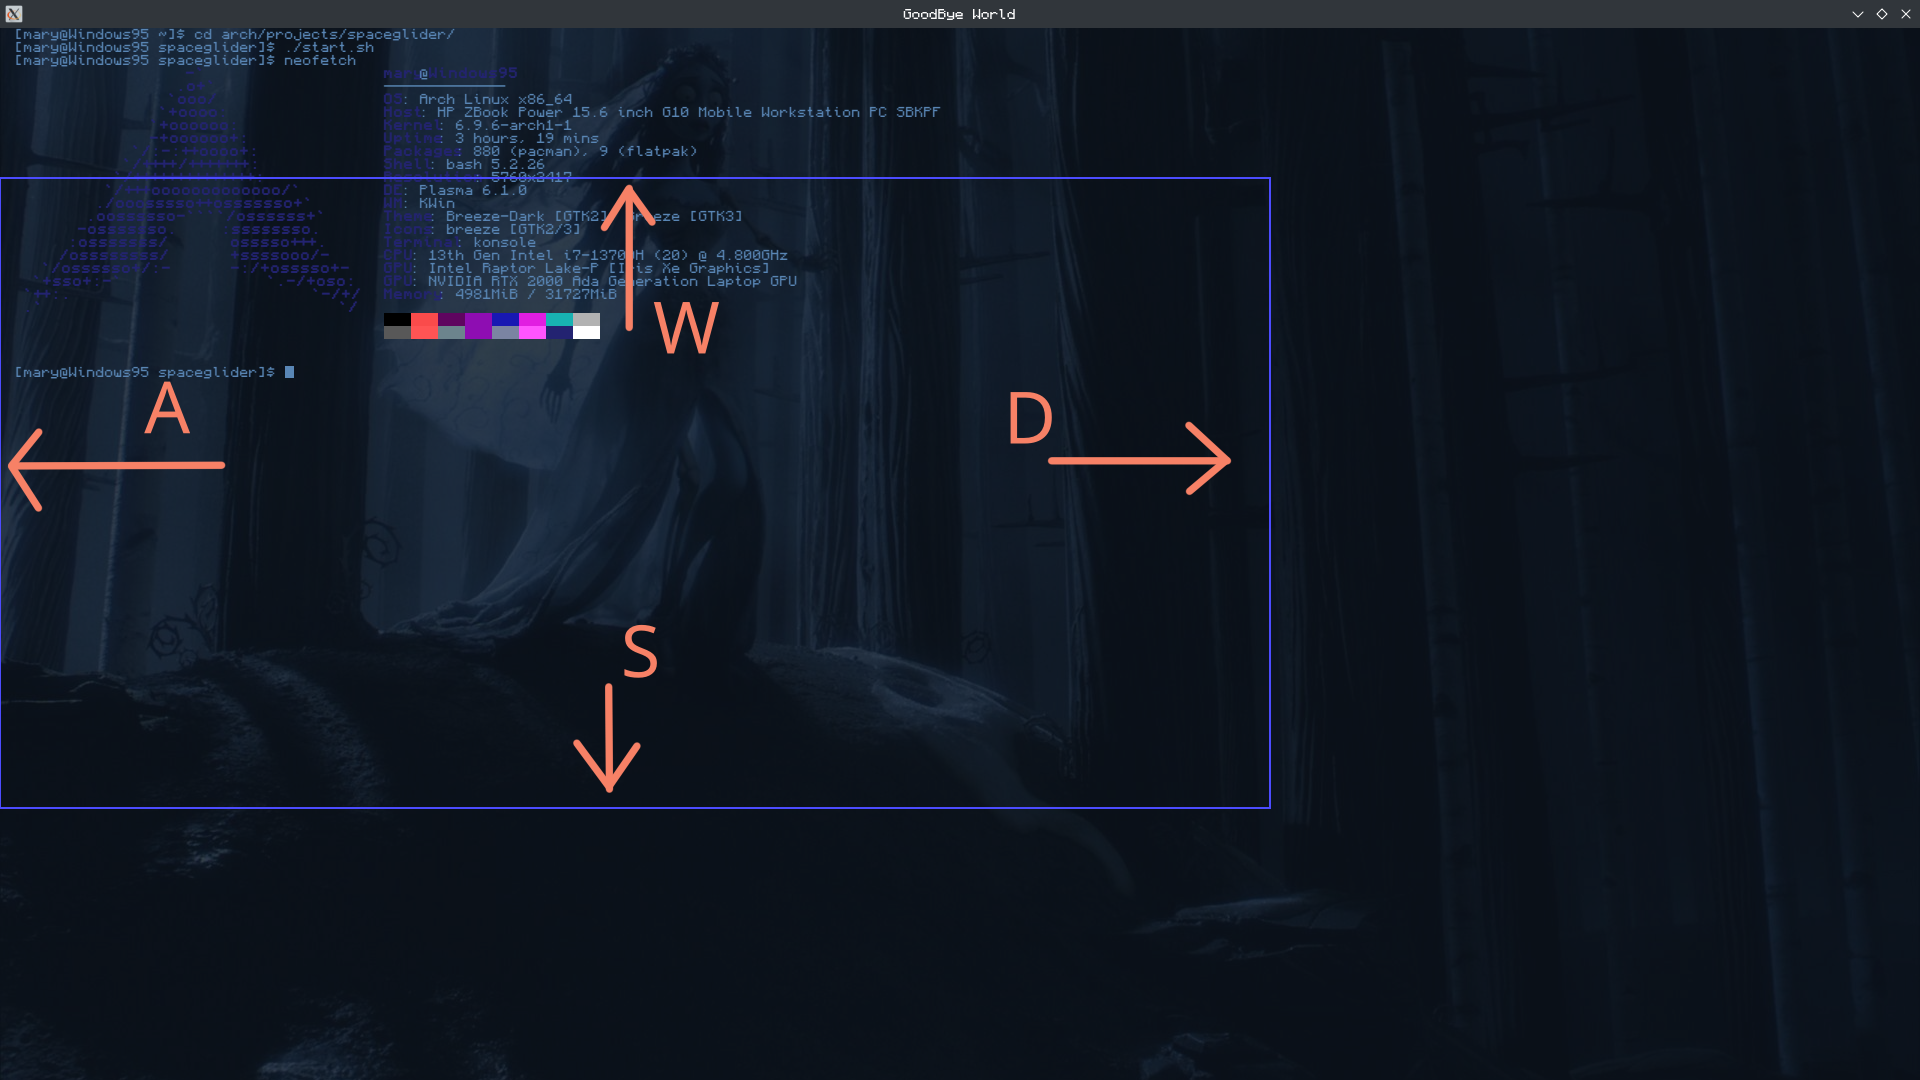 GoodBye World
[mary@Windows95 ~]$ cd arch/projects/spaceglider/
[mary@Windows95 spaceglider]$ ./start.sh
[mary@Windows95 spaceglider]$ neofetch
mary@Windows95
OS: Arch Linux x86_64
Host: HP ZBook Power 15.6 inch G10 Mobile Workstation PC SBKPF
Kernel: 6.9.6-arch1-1
Uptime: 3 hours, 19 mins
Packages: 880 (pacman), 9 (flatpak)
Shell: bash 5.2.26
Resolution: 5760x2417
DE: Plasma 6.1.0
WM: KWin
Theme: Breeze-Dark [GTK2], Breeze [GTK3]
Icons: breeze [GTK2/3]
Terminal: konsole
CPU: 13th Gen Intel i7-13700H (20) @ 4.800GHz
GPU: Intel Raptor Lake-P [Iris Xe Graphics]
GPU: NVIDIA RTX 2000 Ada Generation Laptop GPU
Memory: 4981MiB / 31727MiB
W
[mary@Windows95 spaceglider]$
A
D
S